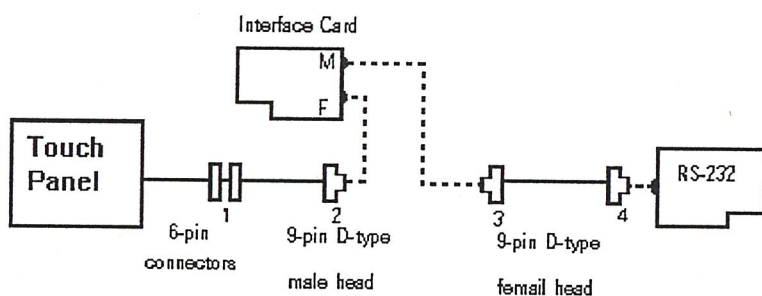 Interface Card
M
F
Touch
Panel
RS-232
1
2
3
4
6-pin
connectors
9-pin D-type
male head
9-pin D-type
femail head